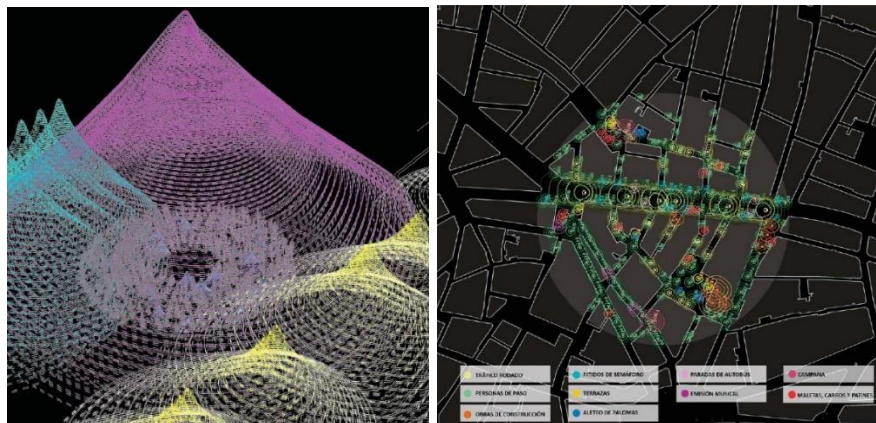 TRÁFICO RODADO
PITIDOS DE SEMÁFORO
PARADAS DE AUTOBÚS
CAMPANA
PERSONAS DE PASO
TERRAZAS
EMISIÓN MUSICAL
MALETAS, CARROS Y PATINES
OBRAS DE CONSTRUCCIÓN
ALETEO DE PALOMAS